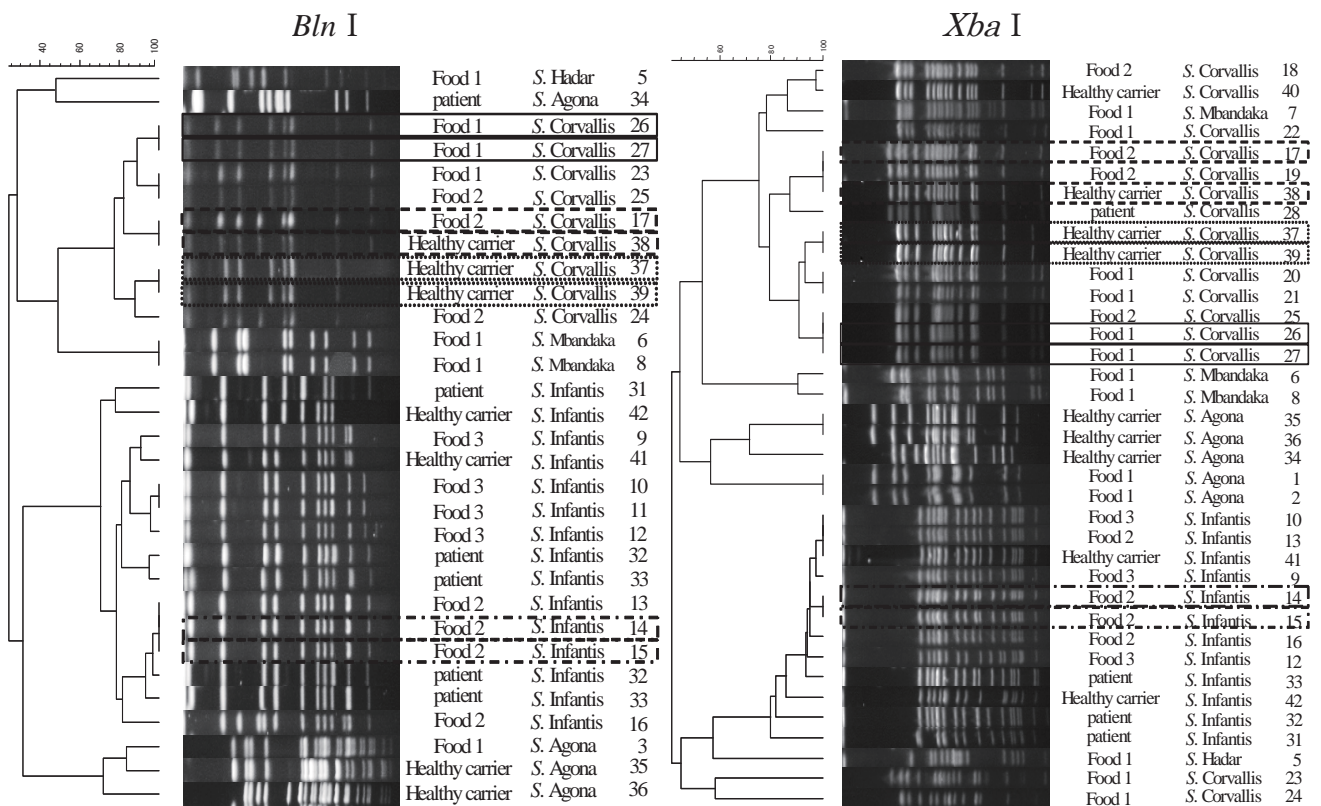 Bln I
40 60 80 100
Food 1 S. Hadar 5
patient S. Agona 34
Food 1 S. Corvallis 26
Food 1 S. Corvallis 27
Food 1 S. Corvallis 23
Food 2 S. Corvallis 25
Food 2 S. Corvallis 17
Healthy carrier S. Corvallis 38
Healthy carrier S. Corvallis 37
Healthy carrier S. Corvallis 39
Food 2 S. Corvallis 24
Food 1 S. Mbandaka 6
Food 1 S. Mbandaka 8
patient S. Infantis 31
Healthy carrier S. Infantis 42
Food 3 S. Infantis 9
Healthy carrier S. Infantis 41
Food 3 S. Infantis 10
Food 3 S. Infantis 11
Food 3 S. Infantis 12
patient S. Infantis 32
patient S. Infantis 33
Food 2 S. Infantis 13
Food 2 S. Infantis 14
Food 2 S. Infantis 15
patient S. Infantis 32
patient S. Infantis 33
Food 2 S. Infantis 16
Food 1 S. Agona 3
Healthy carrier S. Agona 35
Healthy carrier S. Agona 36
Xba I
60 80 100
Food 2 S. Corvallis 18
Healthy carrier S. Corvallis 40
Food 1 S. Mbandaka 7
Food 1 S. Corvallis 22
Food 2 S. Corvallis 17
Food 2 S. Corvallis 19
Healthy carrier S. Corvallis 38
patient S. Corvallis 28
Healthy carrier S. Corvallis 37
Healthy carrier S. Corvallis 39
Food 1 S. Corvallis 20
Food 1 S. Corvallis 21
Food 2 S. Corvallis 25
Food 1 S. Corvallis 26
Food 1 S. Corvallis 27
Food 1 S. Mbandaka 6
Food 1 S. Mbandaka 8
Healthy carrier S. Agona 35
Healthy carrier S. Agona 36
Healthy carrier S. Agona 34
Food 1 S. Agona 1
Food 1 S. Agona 2
Food 3 S. Infantis 10
Food 2 S. Infantis 13
Healthy carrier S. Infantis 41
Food 3 S. Infantis 9
Food 2 S. Infantis 14
Food 2 S. Infantis 15
Food 2 S. Infantis 16
Food 3 S. Infantis 12
patient S. Infantis 33
Healthy carrier S. Infantis 42
patient S. Infantis 32
patient S. Infantis 31
Food 1 S. Hadar 5
Food 1 S. Corvallis 23
Food 1 S. Corvallis 24